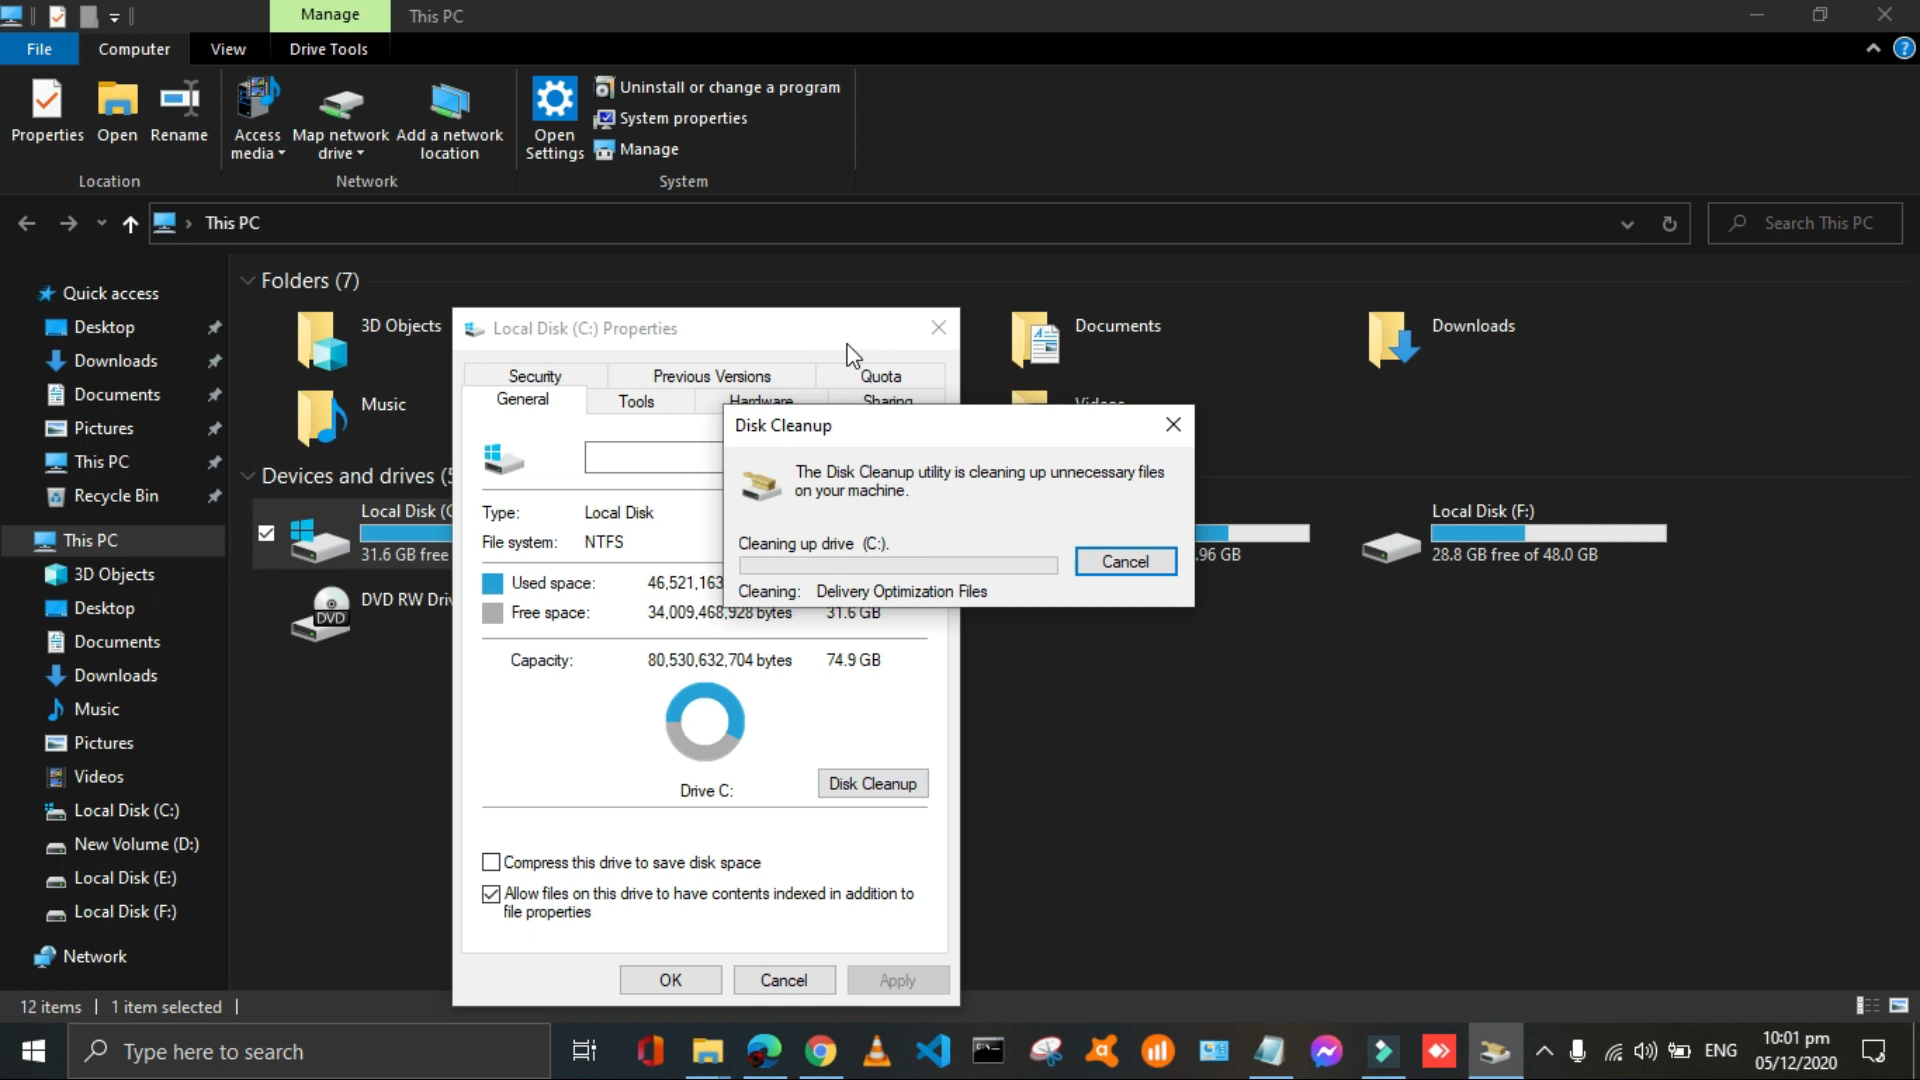 Manage
This PC
File
Computer
View
Drive Tools
Properties
Open
Rename
Access
media
Map network
drive
Add a network
location
Open
Settings
Uninstall or change a program
System properties
Manage
Location
Network
System
This PC
Search This PC
Quick access
Desktop
Downloads
Documents
Pictures
This PC
Recycle Bin
This PC
3D Objects
Desktop
Documents
Downloads
Music
Pictures
Videos
Local Disk (C:)
New Volume (D:)
Local Disk (E:)
Local Disk (F:)
Network
Folders (7)
3D Objects
Documents
Downloads
Music
Videos
Devices and drives (5
Local Disk (C
31.6 GB free
.96 GB
Local Disk (F:)
28.8 GB free of 48.0 GB
DVD
DVD RW Driv
Local Disk (C:) Properties
Security
Previous Versions
Quota
General
Tools
Hardware
Sharing
Type:
Local Disk
File system:
NTFS
Used space:
46,521,163
Free space:
34,009,468,928 bytes
31.6 GB
Capacity:
80,530,632,704 bytes
74.9 GB
Drive C:
Disk Cleanup
Compress this drive to save disk space
Allow files on this drive to have contents indexed in addition to
file properties
OK
Cancel
Apply
Disk Cleanup
The Disk Cleanup utility is cleaning up unnecessary files
on your machine.
Cleaning up drive (C:).
Cancel
Cleaning: Delivery Optimization Files
12 items
1 item selected
Type here to search
ENG
10:01 pm
05/12/2020